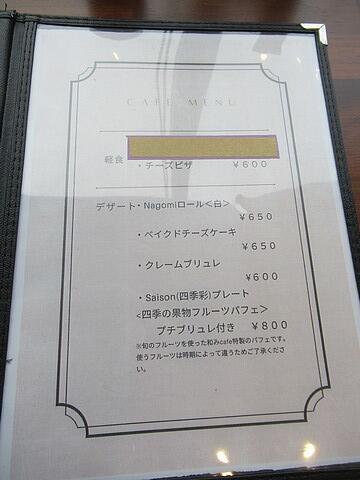 CAFE MENU
軽食
・チーズピザ ￥600
デザート・Nagomiロール<白>
￥650
・ベイクドチーズケーキ
￥650
・クレームブリュレ
￥600
・Saison(四季彩)プレート
<四季の果物フルーツパフェ>
プチブリュレ付き ￥800
※旬のフルーツを使った和みcafe特製のパフェです。
使うフルーツは時期によって違うためご了承くださ
い。